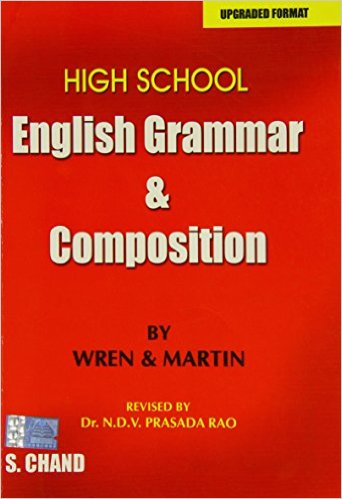 UPGRADED FORMAT
HIGH SCHOOL
English Grammar
&
Composition
BY
WREN & MARTIN
REVISED BY
Dr. N.D.V. PRASADA RAO
S. CHAND